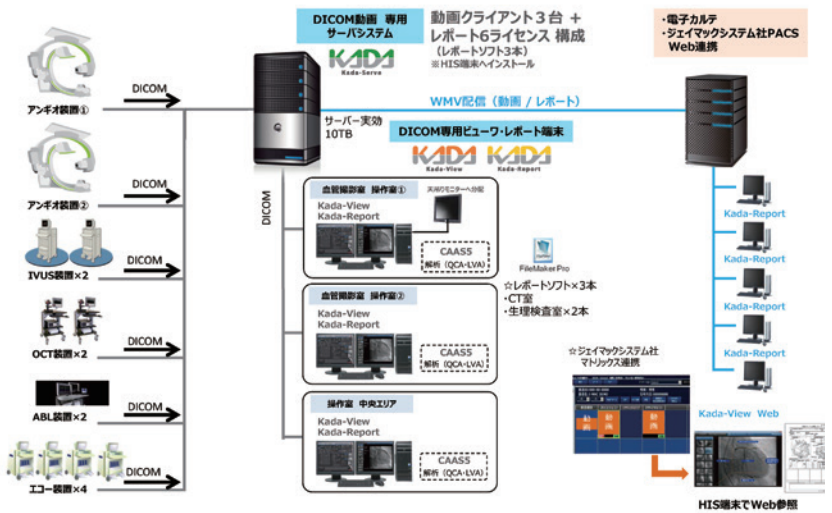 DICOM動画 専用
サーバシステム
KADA
Kada-Serve
動画クライアント3台 +
レポート6ライセンス 構成
(レポートソフト3本)
※HIS端末へインストール
・電子カルテ
・ジェイマックシステム社PACS
Web連携
DICOM
アンギオ装置①
DICOM
アンギオ装置②
DICOM
IVUS装置×2
DICOM
OCT装置×2
DICOM
ABL装置×2
DICOM
エコー装置×4
サーバー実効
10TB
WMV配信(動画 / レポート)
DICOM専用ビューワ・レポート端末
KADA
Kada-View
KADA
Kada-Report
DICOM
血管撮影室 操作室①
Kada-View
Kada-Report
天吊りモニターへ分配
CAAS5
解析(QCA-LVA)
血管撮影室 操作室②
Kada-View
Kada-Report
CAAS5
解析(QCA-LVA)
操作室 中央エリア
Kada-View
Kada-Report
CAAS5
解析(QCA-LVA)
FileMaker Pro
☆レポートソフト×3本
・CT室
・生理検査室×2本
☆ジェイマックシステム社
マトリックス連携
動画
動画
動画
Kada-Report
Kada-Report
Kada-Report
Kada-Report
Kada-View Web
HIS端末でWeb参照